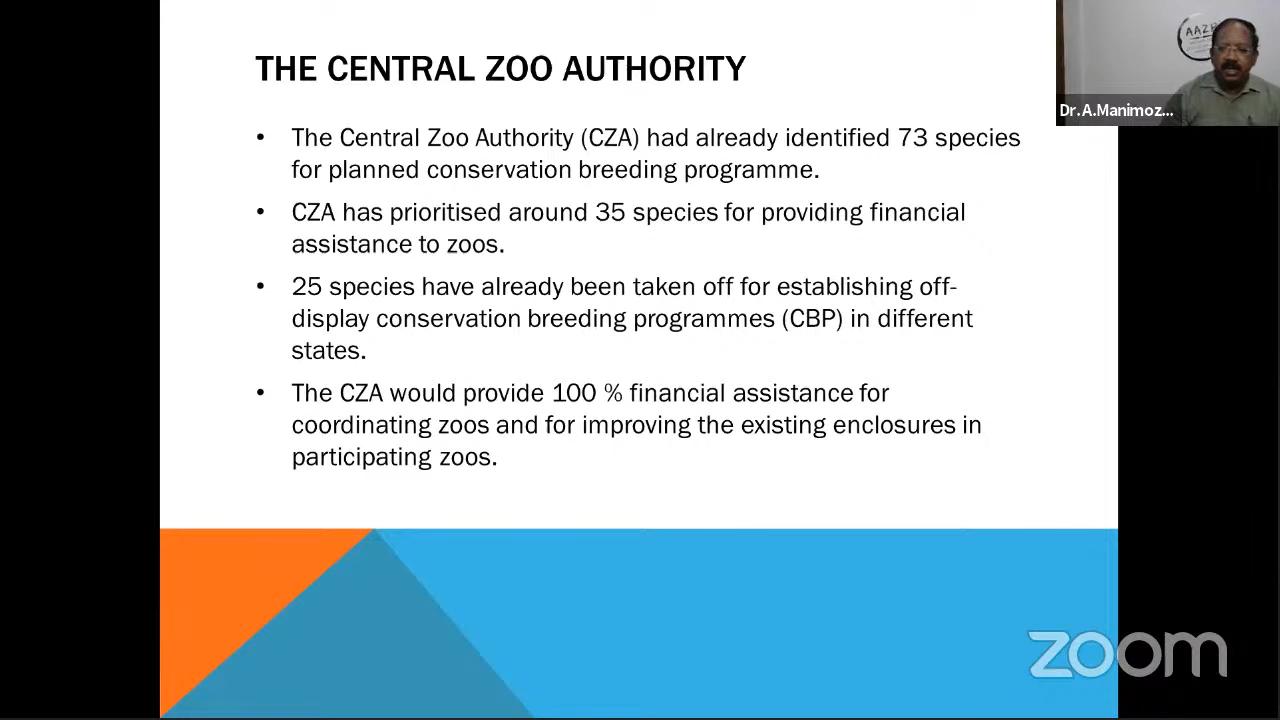 THE CENTRAL ZOO AUTHORITY
• The Central Zoo Authority (CZA) had already identified 73 species
for planned conservation breeding programme.
• CZA has prioritised around 35 species for providing financial
assistance to zoos.
• 25 species have already been taken off for establishing off-
display conservation breeding programmes (CBP) in different
states.
• The CZA would provide 100 % financial assistance for
coordinating zoos and for improving the existing enclosures in
participating zoos.
Dr.A.Manimoz...
zoom